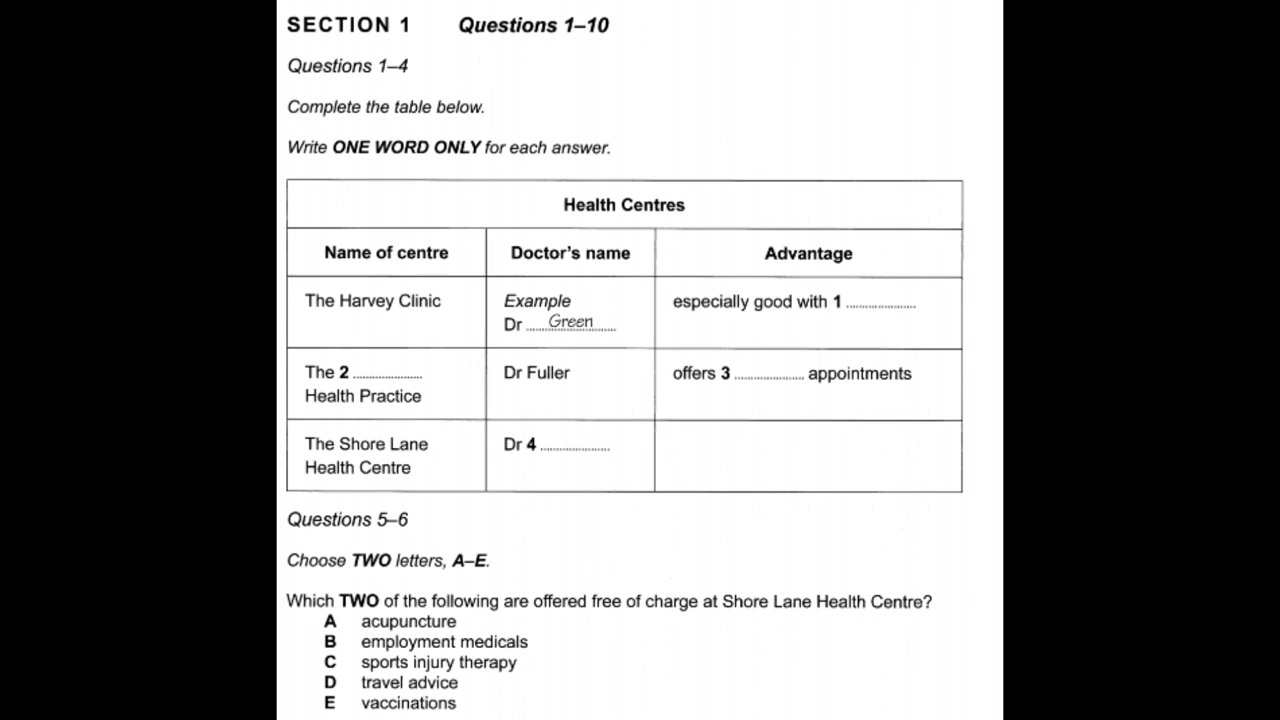 SECTION 1 Questions 1–10
Questions 1–4
Complete the table below.
Write ONE WORD ONLY for each answer.
Health Centres
Name of centre Doctor's name Advantage
The Harvey Clinic
Example
Dr ........ Green ........
especially good with 1 ........................
The 2 ........................
Health Practice
Dr Fuller
offers 3 ........................ appointments
The Shore Lane
Health Centre
Dr 4 ........................
Questions 5–6
Choose TWO letters, A–E.
Which TWO of the following are offered free of charge at Shore Lane Health Centre?
A acupuncture
B employment medicals
C sports injury therapy
D travel advice
E vaccinations